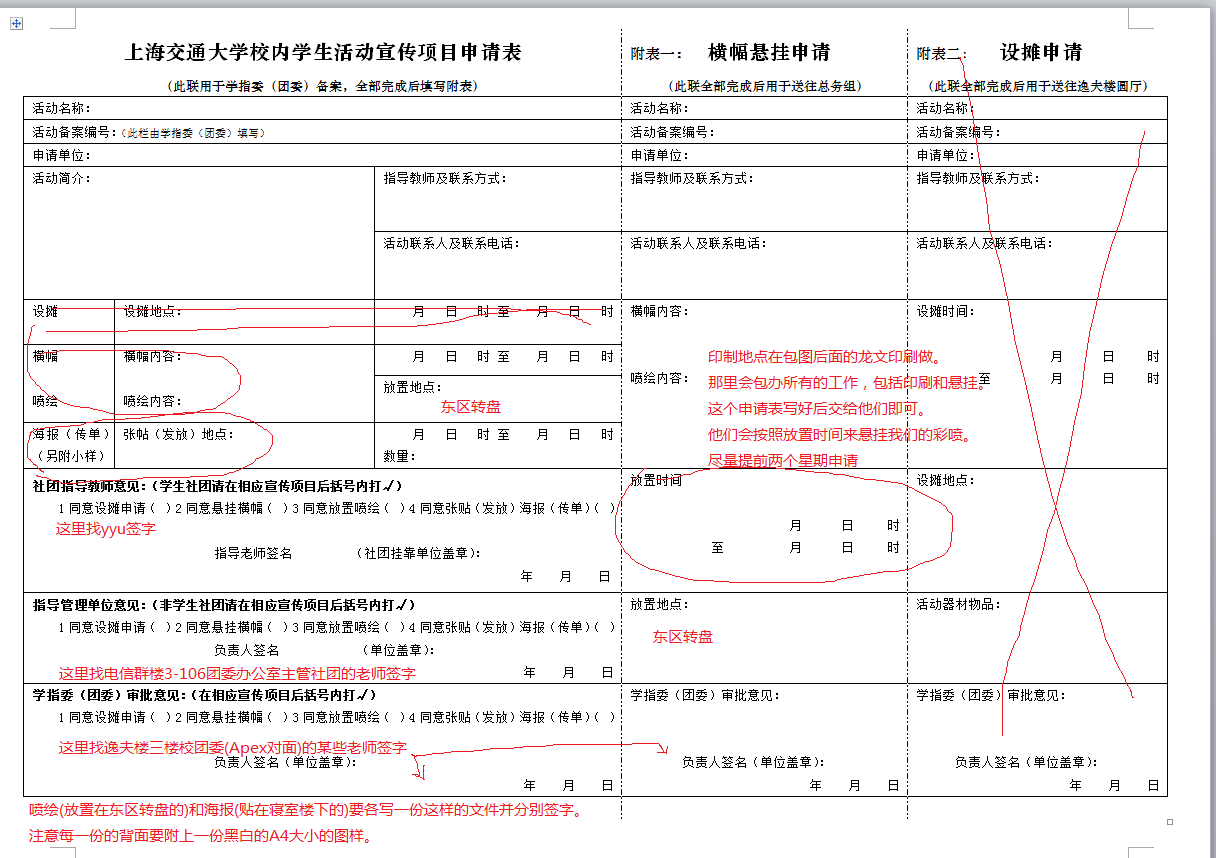 上海交通大学校内学生活动宣传项目申请表
（此联用于学指委（团委）备案，全部完成后填写附表）
活动名称：
活动备案编号：（此栏由学指委（团委）填写）
申请单位：
活动简介：
指导教师及联系方式：
活动联系人及联系电话：
设摊 设摊地点： 月 日 时 至 月 日 时
横幅 横幅内容： 月 日 时 至 月 日 时
放置地点：
喷绘 喷绘内容： 东区转盘
海报（传单） 张帖（发放）地点： 月 日 时 至 月 日 时
（另附小样） 数量：
社团指导教师意见：（学生社团请在相应宣传项目后括号内打√）
1 同意设摊申请（ ）2 同意悬挂横幅（ ）3 同意放置喷绘（ ）4 同意张贴（发放）海报（传单）（ ）
这里找yyu签字
指导老师签名 （社团挂靠单位盖章）：
年 月 日
指导管理单位意见：（非学生社团请在相应宣传项目后括号内打√）
1 同意设摊申请（ ）2 同意悬挂横幅（ ）3 同意放置喷绘（ ）4 同意张贴（发放）海报（传单）（ ）
负责人签名 （单位盖章）：
这里找电信群楼3-106团委办公室主管社团的老师签字 年 月 日
学指委（团委）审批意见：（在相应宣传项目后括号内打√）
1 同意设摊申请（ ）2 同意悬挂横幅（ ）3 同意放置喷绘（ ）4 同意张贴（发放）海报（传单）（ ）
这里找逸夫楼三楼校团委(Apex对面)的某些老师签字
负责人签名（单位盖章）：
年 月 日
喷绘(放置在东区转盘的)和海报(贴在寝室楼下的)要各写一份这样的文件并分别签字。
注意每一份的背面要附上一份黑白的A4大小的图样。
附表一： 横幅悬挂申请
（此联全部完成后用于送往总务组）
活动名称：
活动备案编号：
申请单位：
指导教师及联系方式：
活动联系人及联系电话：
横幅内容：
喷绘内容：
印制地点在包图后面的龙文印刷做。
那里会包办所有的工作，包括印刷和悬挂。
这个申请表写好后交给他们即可。
他们会按照放置时间来悬挂我们的彩喷。
尽量提前两个星期申请
放置时间
月 日 时
至 月 日 时
放置地点：
东区转盘
学指委（团委）审批意见：
负责人签名（单位盖章）：
年 月 日
附表二： 设摊申请
（此联全部完成后用于送往逸夫楼圆厅）
活动名称：
活动备案编号：
申请单位：
指导教师及联系方式：
活动联系人及联系电话：
设摊时间：
月 日 时
至 月 日 时
设摊地点：
活动器材物品：
学指委（团委）审批意见：
负责人签名（单位盖章）：
年 月 日